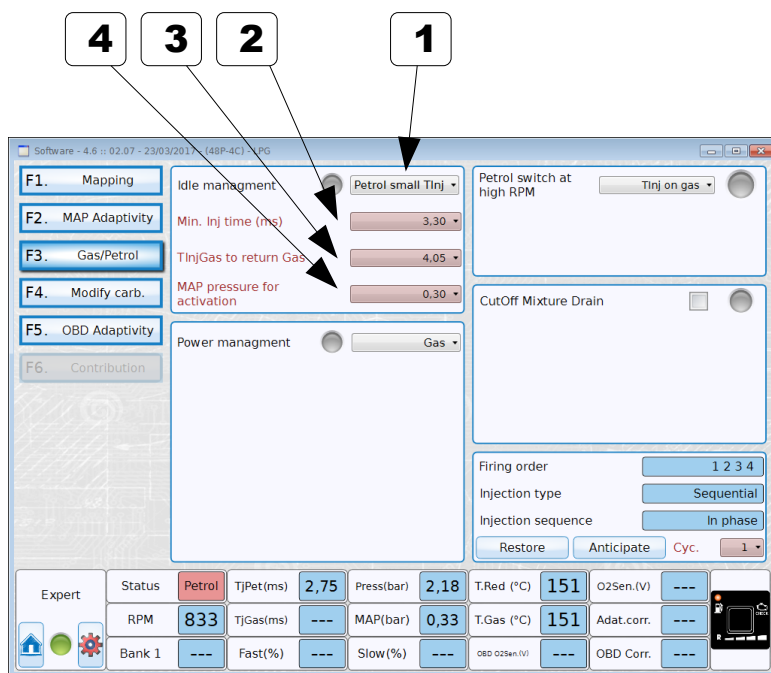 4 3 2 1
Software - 4.6 :: 02.07 - 23/03/2017 - (48P-4C) - LPG
F1. Mapping
F2. MAP Adaptivity
F3. Gas/Petrol
F4. Modify carb.
F5. OBD Adaptivity
F6. Contribution
Idle managment Petrol small TInj
Min. Inj time (ms) 3,30
TInjGas to return Gas 4,05
MAP pressure for
activation 0,30
Power managment Gas
Petrol switch at
high RPM TInj on gas
CutOff Mixture Drain
Firing order 1 2 3 4
Injection type Sequential
Injection sequence In phase
Restore Anticipate Cyc. 1
Expert
Status Petrol TjPet(ms) 2,75 Press(bar) 2,18 T.Red (°C) 151 O2Sen.(V) ---
RPM 833 TjGas(ms) --- MAP(bar) 0,33 T.Gas (°C) 151 Adat.corr. ---
Bank 1 --- Fast(%) --- Slow(%) --- OBD O2Sen.(V) --- OBD Corr. ---
CHECK
R